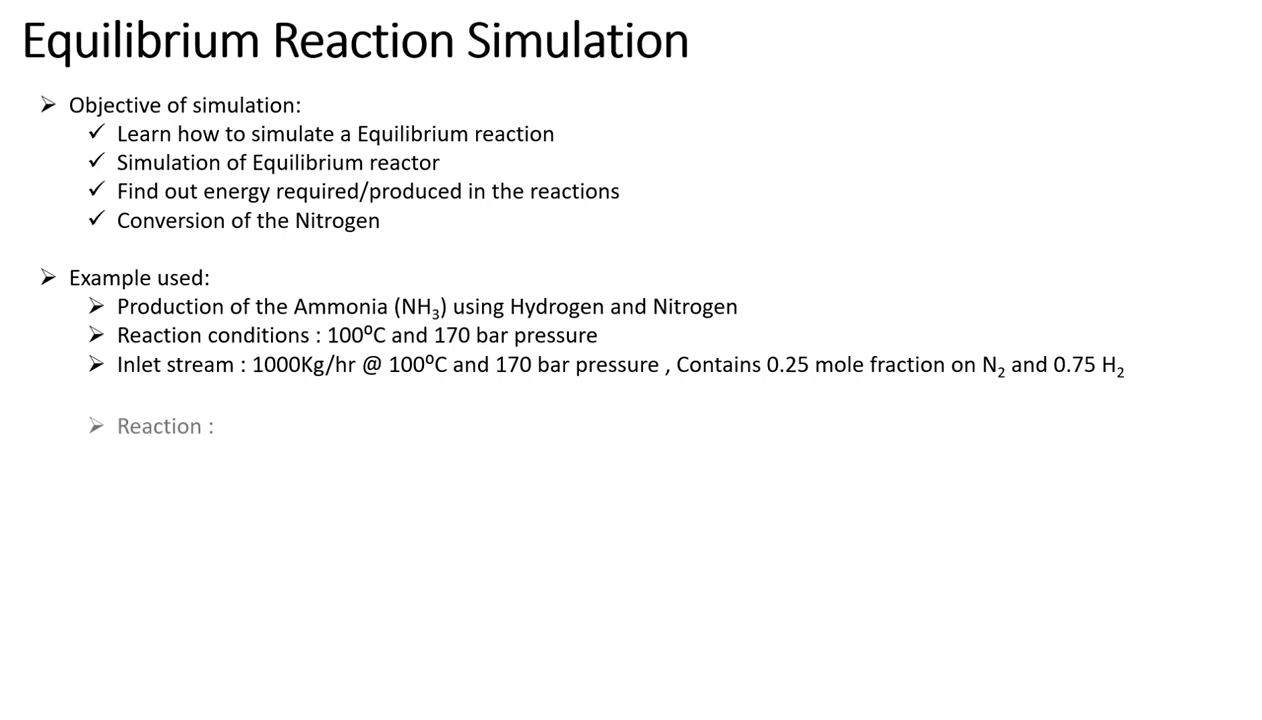 Equilibrium Reaction Simulation
➢ Objective of simulation:
✓ Learn how to simulate a Equilibrium reaction
✓ Simulation of Equilibrium reactor
✓ Find out energy required/produced in the reactions
✓ Conversion of the Nitrogen
➢ Example used:
➢ Production of the Ammonia (NH₃) using Hydrogen and Nitrogen
➢ Reaction conditions : 100⁰C and 170 bar pressure
➢ Inlet stream : 1000Kg/hr @ 100⁰C and 170 bar pressure , Contains 0.25 mole fraction on N₂ and 0.75 H₂
➢ Reaction :